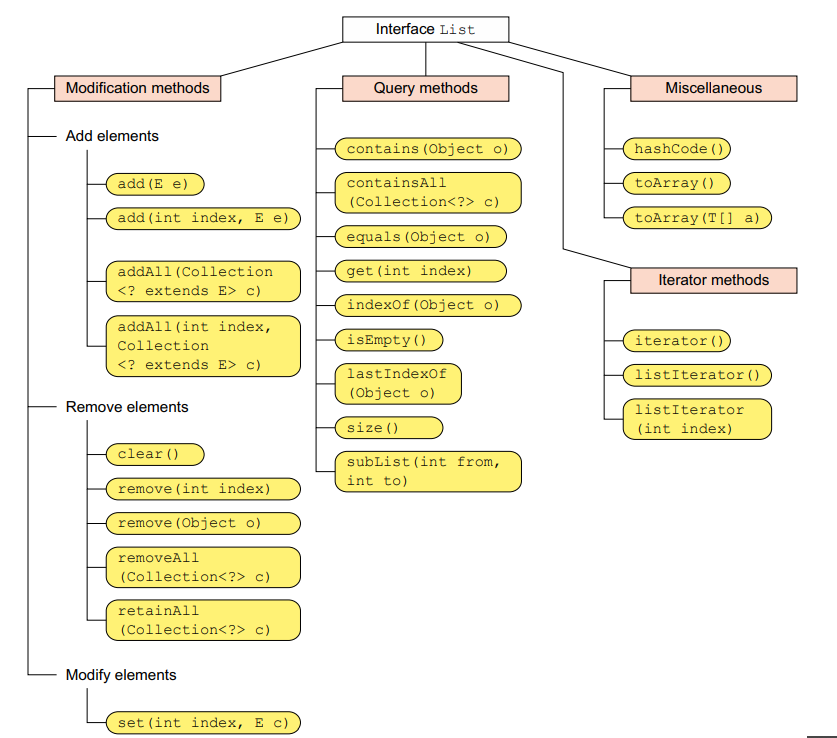 Interface List
Modification methods
Add elements
add(E e)
add(int index, E e)
addAll(Collection
<? extends E> c)
addAll(int index,
Collection
<? extends E> c)
Remove elements
clear()
remove(int index)
remove(Object o)
removeAll
(Collection<?> c)
retainAll
(Collection<?> c)
Modify elements
set(int index, E c)
Query methods
contains(Object o)
containsAll
(Collection<?> c)
equals(Object o)
get(int index)
indexOf(Object o)
isEmpty()
lastIndexOf
(Object o)
size()
subList(int from,
int to)
Miscellaneous
hashCode()
toArray()
toArray(T[] a)
Iterator methods
iterator()
listIterator()
listIterator
(int index)